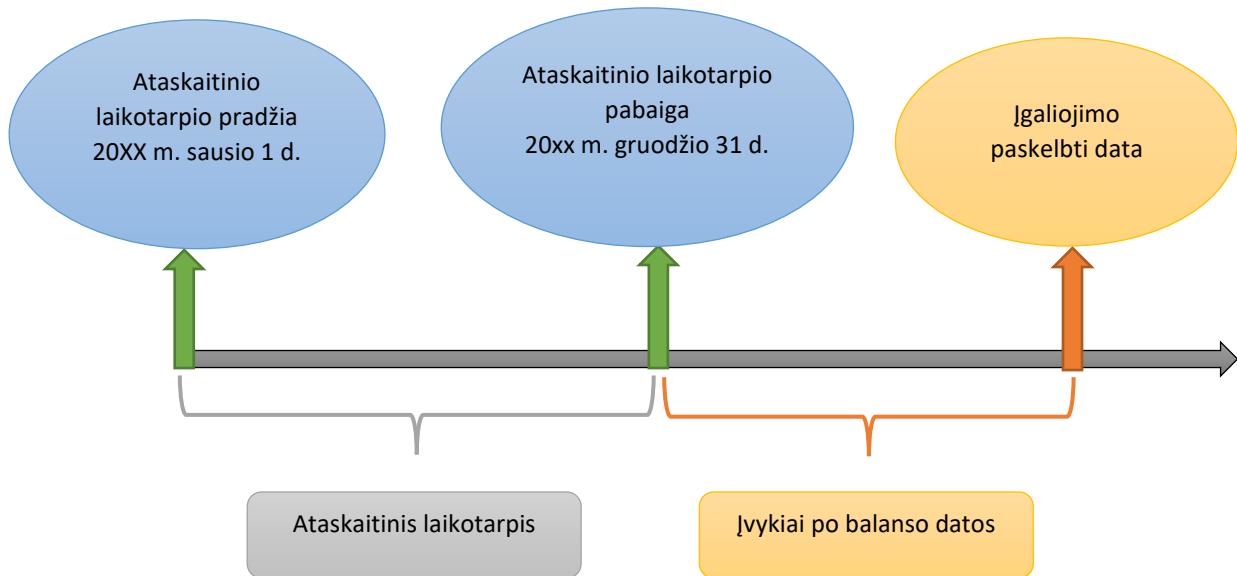 Ataskaitinio
laikotarpio pradžia
20XX m. sausio 1 d.
Ataskaitinio laikotarpio
pabaiga
20xx m. gruodžio 31 d.
Įgaliojimo
paskelbti data
Ataskaitinis laikotarpis
Įvykiai po balanso datos